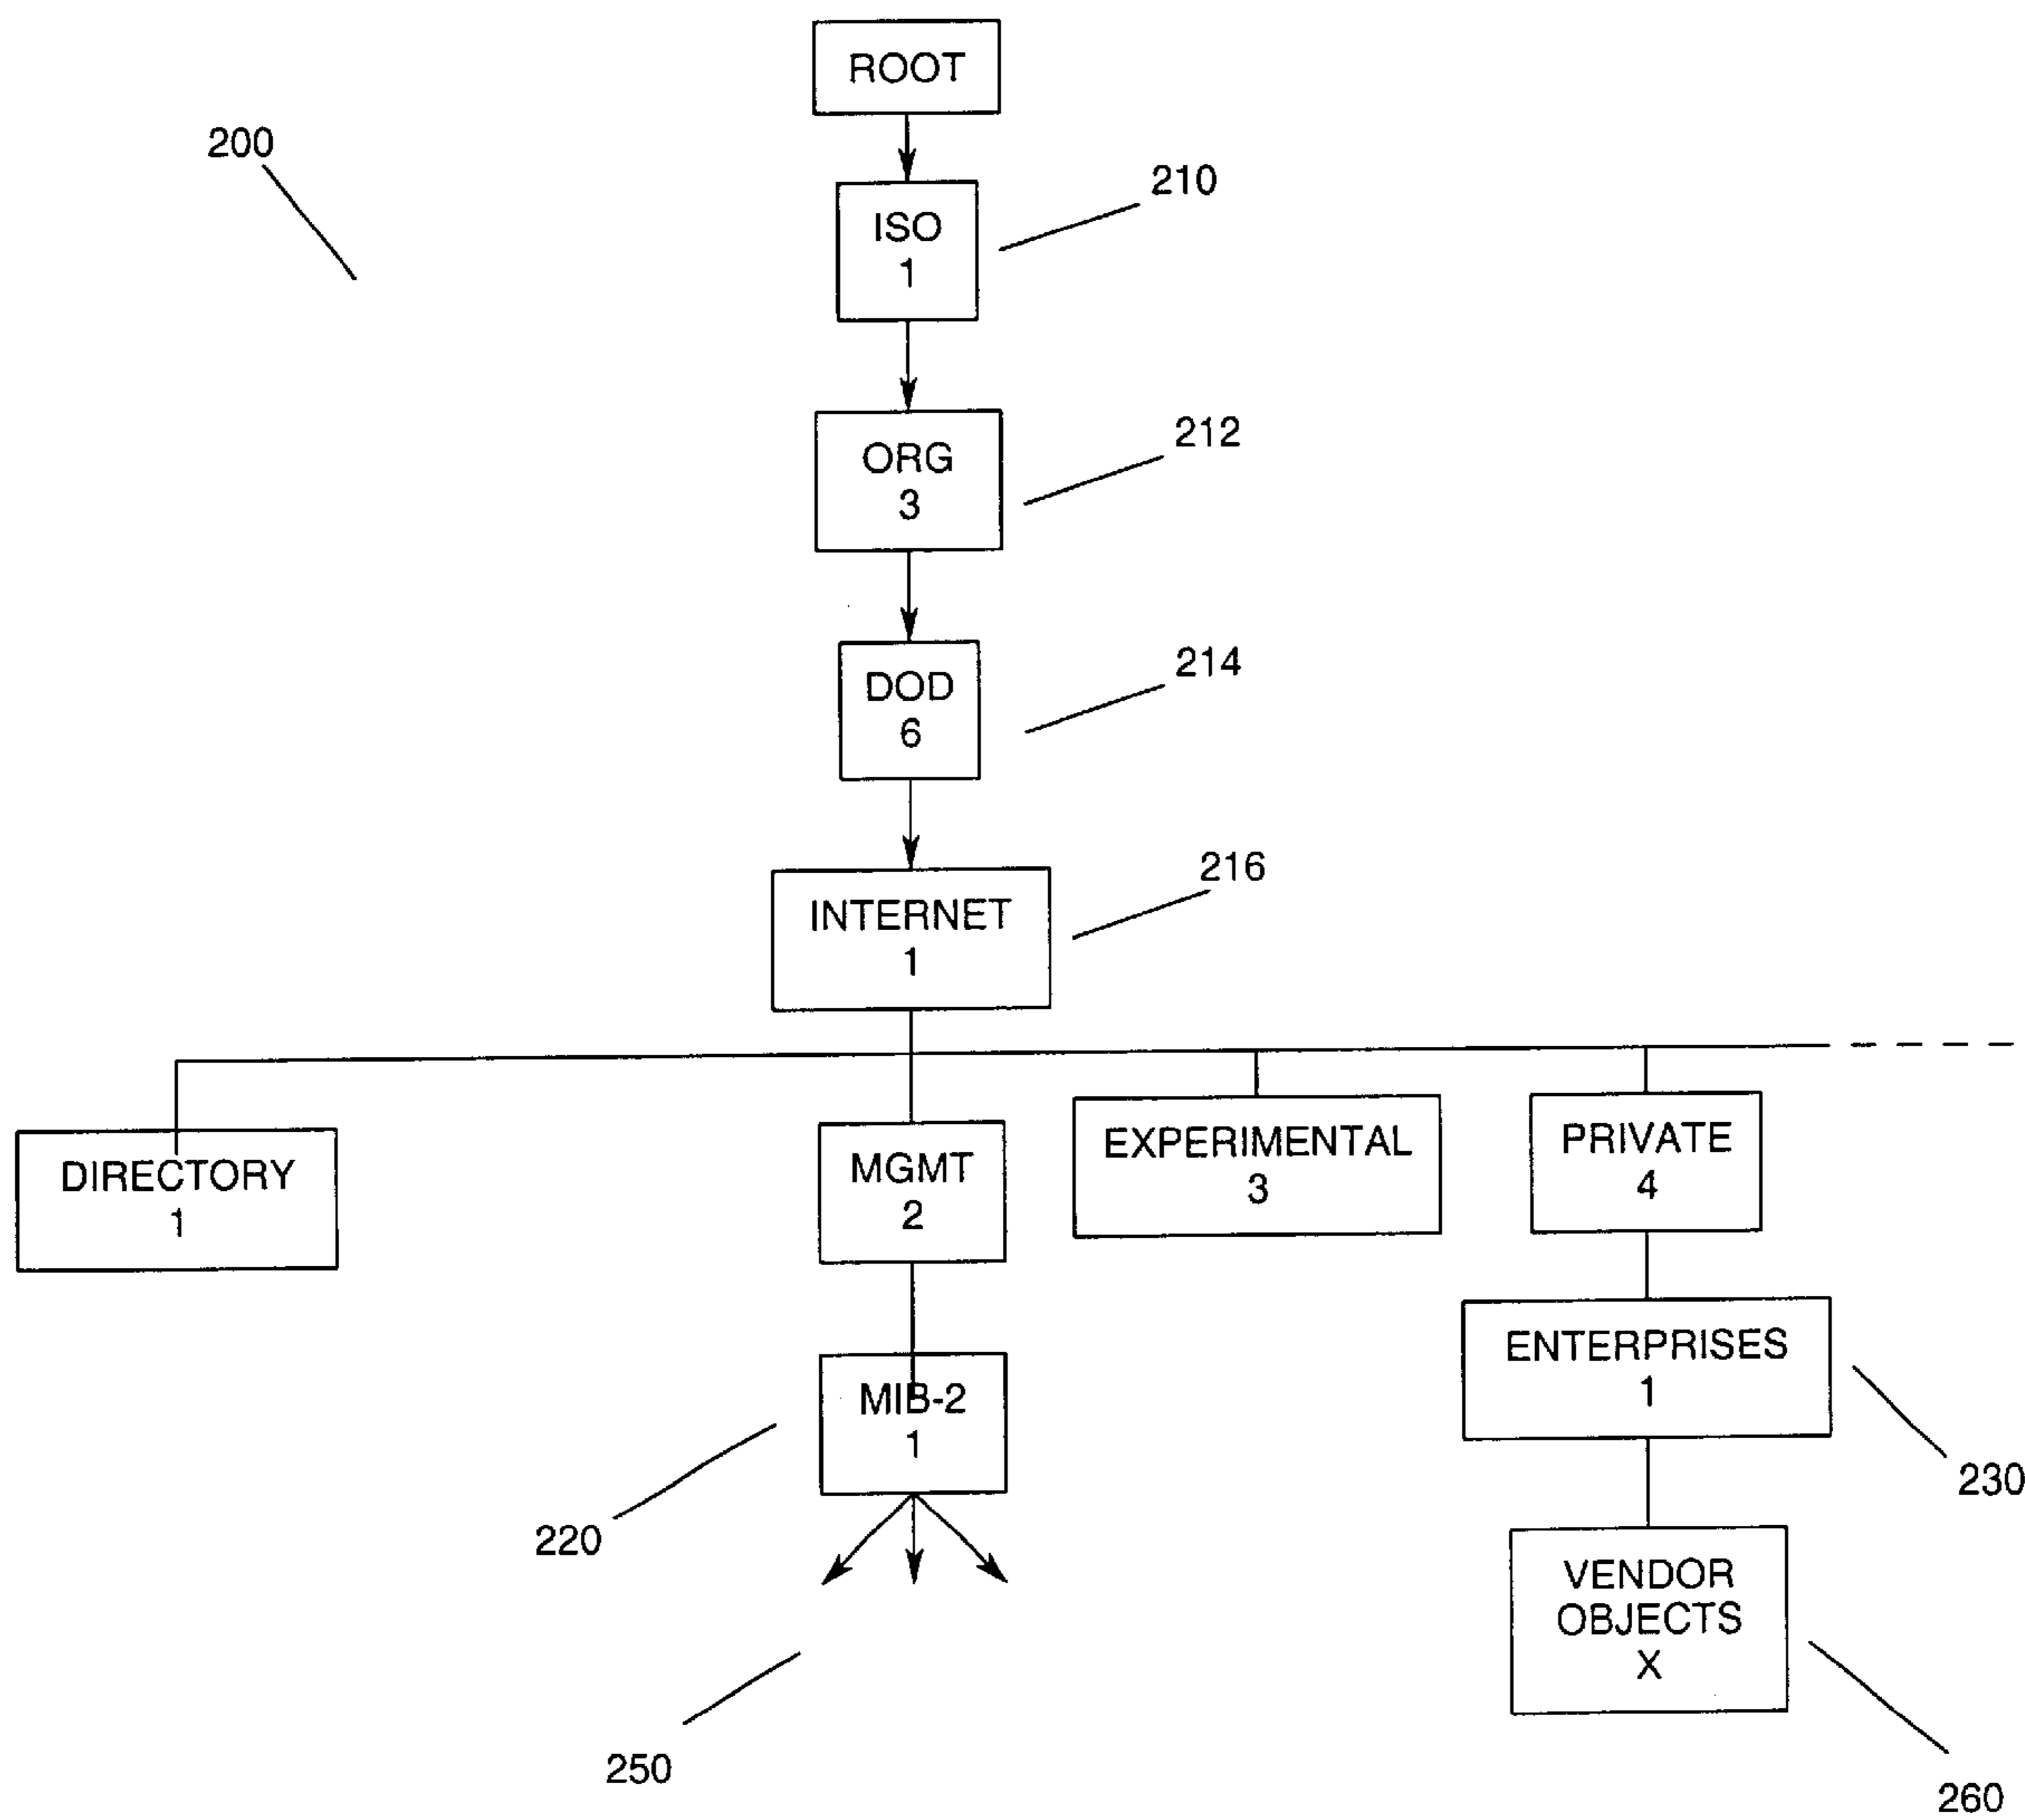 ROOT
200
210
ISO
1
212
ORG
3
214
DOD
6
216
INTERNET
1
DIRECTORY
1
MGMT
2
EXPERIMENTAL
3
PRIVATE
4
MIB-2
1
ENTERPRISES
1
220
230
VENDOR
OBJECTS
X
250
260